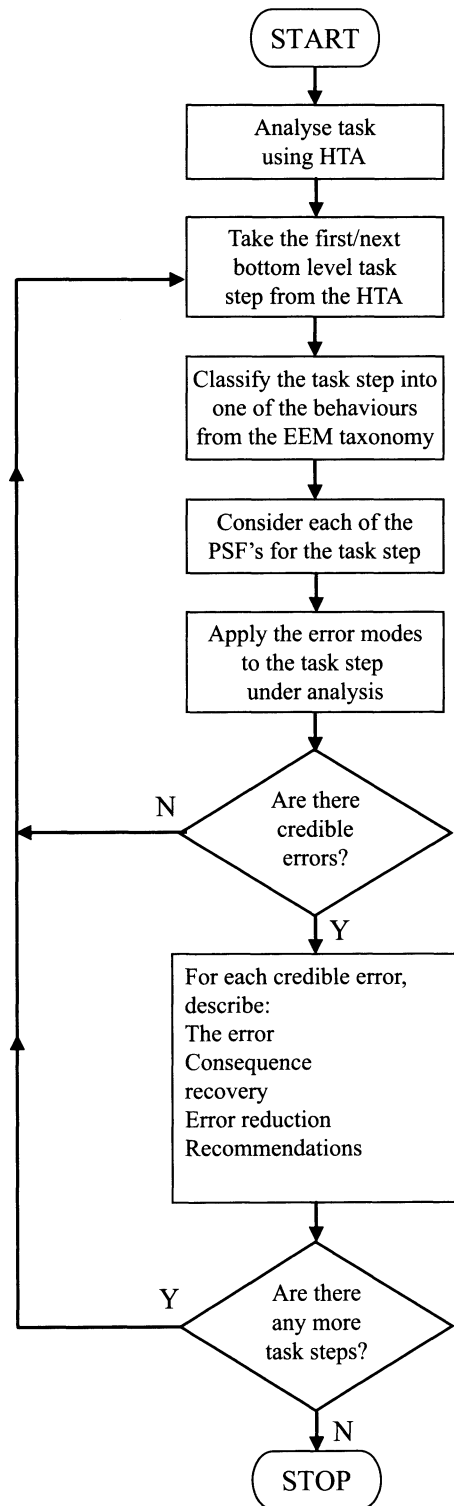 START
Analyse task
using HTA
Take the first/next
bottom level task
step from the HTA
Classify the task step into
one of the behaviours
from the EEM taxonomy
Consider each of the
PSF's for the task step
Apply the error modes
to the task step
under analysis
N
Are there
credible
errors?
Y
For each credible error,
describe:
The error
Consequence
recovery
Error reduction
Recommendations
Y
Are there
any more
task steps?
N
STOP